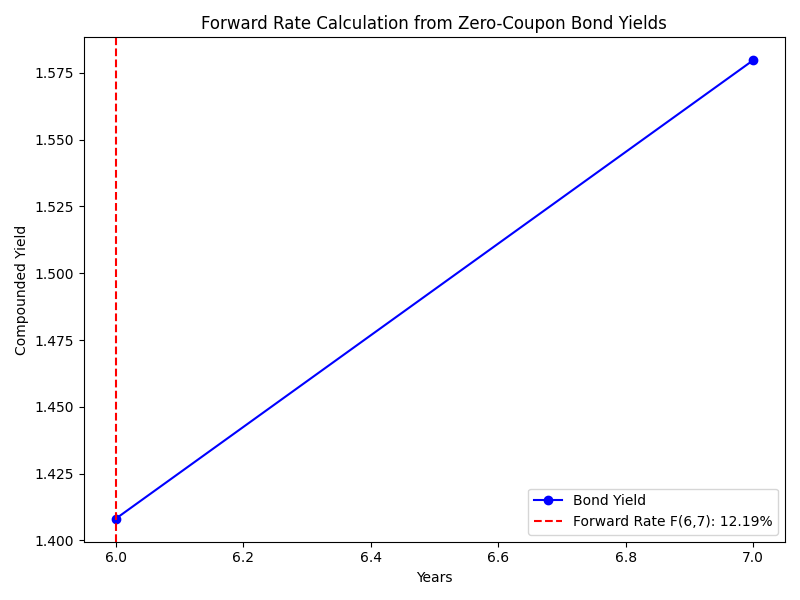 Forward Rate Calculation from Zero-Coupon Bond Yields
Compounded Yield
1.575
1.550
1.525
1.500
1.475
1.450
1.425
1.400
6.0 6.2 6.4 6.6 6.8 7.0
Years
Bond Yield
Forward Rate F(6,7): 12.19%